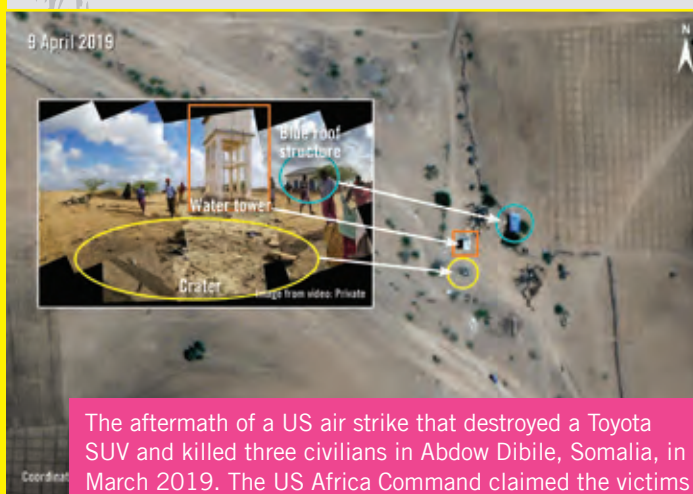 9 April 2019
N
Blue roof
structure
Water tower
Crater
Image from video: Private
Coordinat
The aftermath of a US air strike that destroyed a Toyota
SUV and killed three civilians in Abdow Dibile, Somalia, in
March 2019. The US Africa Command claimed the victims